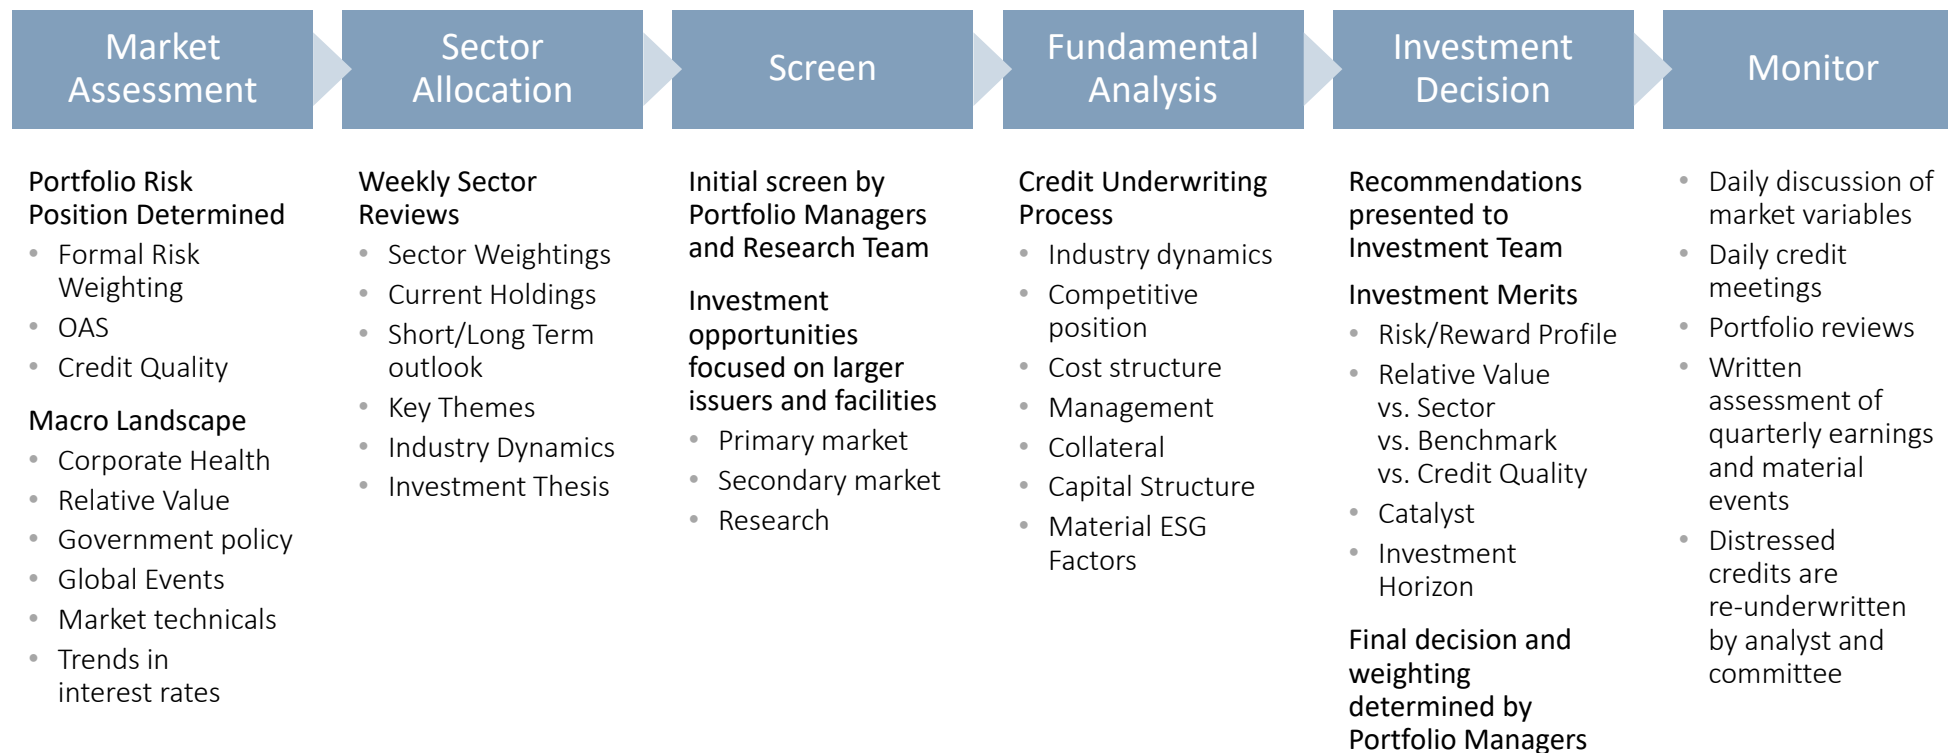 Market
Assessment
Sector
Allocation
Screen
Fundamental
Analysis
Investment
Decision
Monitor
Portfolio Risk
Position Determined
• Formal Risk
Weighting
• OAS
• Credit Quality
Macro Landscape
• Corporate Health
• Relative Value
• Government policy
• Global Events
• Market technicals
• Trends in
interest rates
Weekly Sector
Reviews
• Sector Weightings
• Current Holdings
• Short/Long Term
outlook
• Key Themes
• Industry Dynamics
• Investment Thesis
Initial screen by
Portfolio Managers
and Research Team
Investment
opportunities
focused on larger
issuers and facilities
• Primary market
• Secondary market
• Research
Credit Underwriting
Process
• Industry dynamics
• Competitive
position
• Cost structure
• Management
• Collateral
• Capital Structure
• Material ESG
Factors
Recommendations
presented to
Investment Team
Investment Merits
• Risk/Reward Profile
• Relative Value
vs. Sector
vs. Benchmark
vs. Credit Quality
• Catalyst
• Investment
Horizon
Final decision and
weighting
determined by
Portfolio Managers
• Daily discussion of
market variables
• Daily credit
meetings
• Portfolio reviews
• Written
assessment of
quarterly earnings
and material
events
• Distressed
credits are
re-underwritten
by analyst and
committee